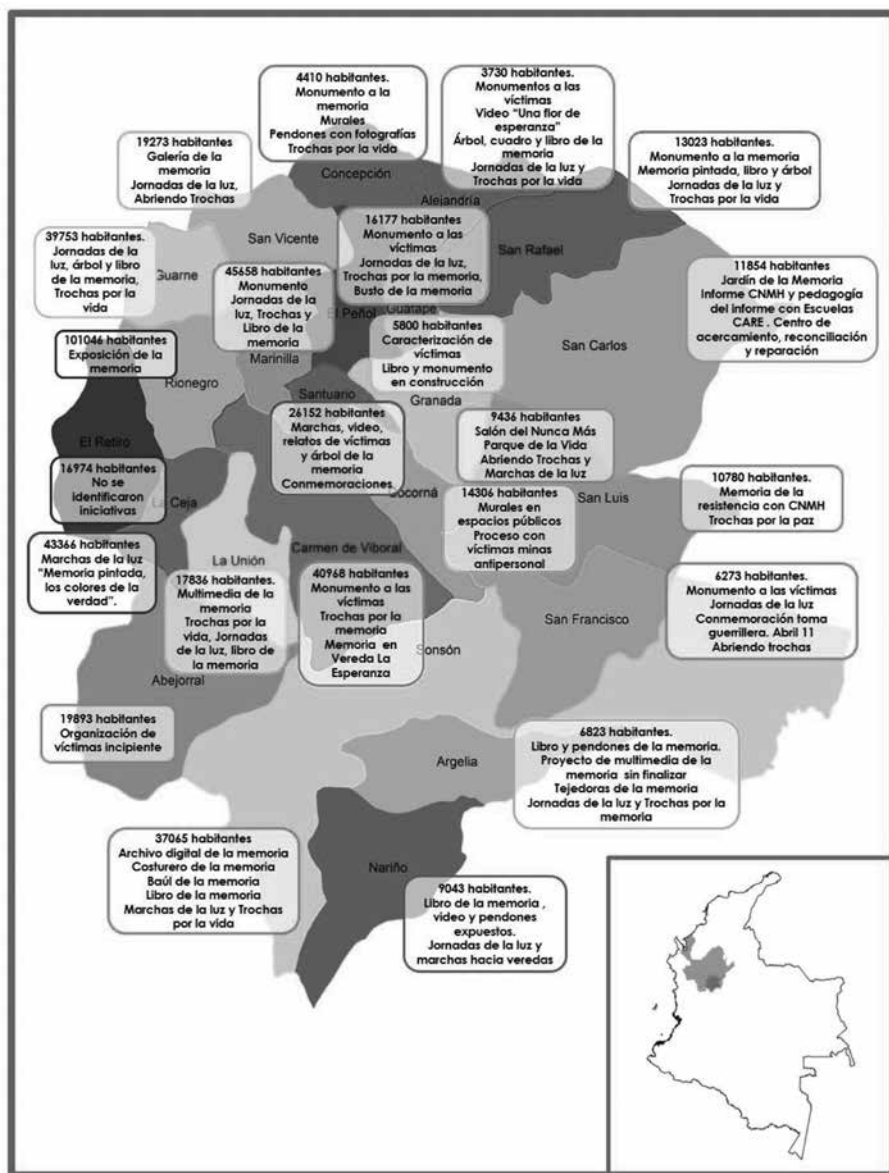 4410 habitantes.
Monumento a la
memoria
Murales
Pendones con fotografías
Trochas por la vida
3730 habitantes.
Monumentos a las
víctimas
Video "Una flor de
esperanza"
Árbol, cuadro y libro de la
memoria
Jornadas de la luz y
Trochas por la vida
19273 habitantes
Galería de la
memoria
Jornadas de la luz,
Abriendo Trochas
13023 habitantes.
Monumento a la memoria
Memoria pintada, libro y árbol
Jornadas de la luz y
Trochas por la vida
Concepción
Alejandría
San Vicente
San Rafael
Guarne
39753 habitantes.
Jornadas de la
luz, árbol y libro
de la memoria,
Trochas por la
vida
45658 habitantes
Monumento
Jornadas de la
luz, Trochas y
Libro de la
memoria
16177 habitantes
Monumento a las
víctimas
Jornadas de la luz,
Trochas por la memoria,
Busto de la memoria
11854 habitantes
Jardín de la Memoria
Informe CNMH y pedagogía
del informe con Escuelas
CARE . Centro de
acercamiento, reconciliación
y reparación
El Peñol
Guatapé
5800 habitantes
Caracterización de
víctimas
Libro y monumento
en construcción
San Carlos
101046 habitantes
Exposición de la
memoria
Marinilla
Rionegro
Santuario
Granada
26152 habitantes
Marchas, video,
relatos de víctimas
y árbol de la
memoria
Conmemoraciones
9436 habitantes
Salón del Nunca Más
Parque de la Vida
Abriendo Trochas y
Marchas de la luz
El Retiro
16974 habitantes
No se
identificaron
iniciativas
La Ceja
Cocorná
14306 habitantes
Murales en
espacios públicos
Proceso con
víctimas minas
antipersonal
San Luis
10780 habitantes.
Memoria de la
resistencia con CNMH
Trochas por la paz
43366 habitantes
Marchas de la luz
"Memoria pintada,
los colores de la
verdad".
La Unión
Carmen de Viboral
17836 habitantes.
Multimedia de la
memoria
Trochas por la
vida, Jornadas
de la luz, libro de
la memoria
40968 habitantes
Monumento a las
víctimas
Trochas por la
memoria
Memoria en
Vereda La
Esperanza
Sonsón
San Francisco
6273 habitantes.
Monumento a las víctimas
Jornadas de la luz
Conmemoración toma
guerrillera. Abril 11
Abriendo trochas
Abejorral
19893 habitantes
Organización de
víctimas incipiente
Argelia
6823 habitantes.
Libro y pendones de la memoria.
Proyecto de multimedia de la
memoria sin finalizar
Tejedoras de la memoria
Jornadas de la luz y Trochas por la
memoria
37065 habitantes
Archivo digital de la memoria
Costurero de la memoria
Baúl de la memoria
Libro de la memoria
Marchas de la luz y Trochas
por la vida
Nariño
9043 habitantes.
Libro de la memoria ,
video y pendones
expuestos.
Jornadas de la luz y
marchas hacia veredas